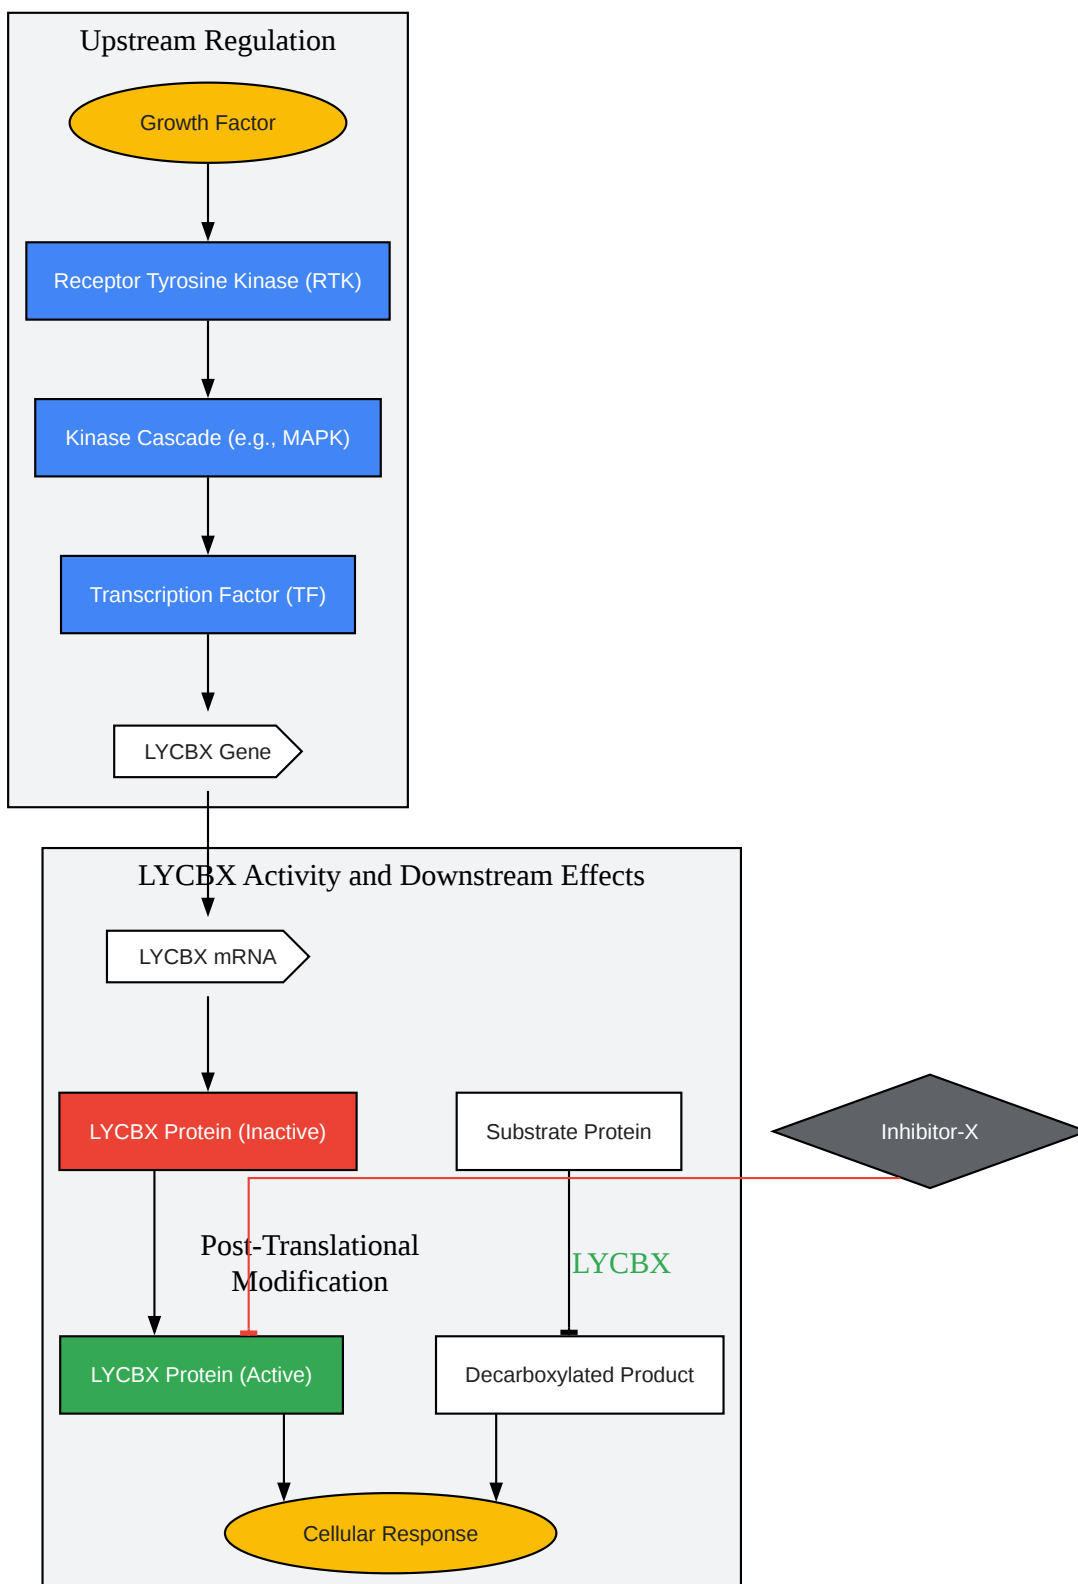 Upstream Regulation
Growth Factor
Receptor Tyrosine Kinase (RTK)
Kinase Cascade (e.g., MAPK)
Transcription Factor (TF)
LYCBX Gene
LYCBX Activity and Downstream Effects
LYCBX mRNA
LYCBX Protein (Inactive)
Substrate Protein
Inhibitor-X
Post-Translational
Modification
LYCBX
LYCBX Protein (Active)
Decarboxylated Product
Cellular Response